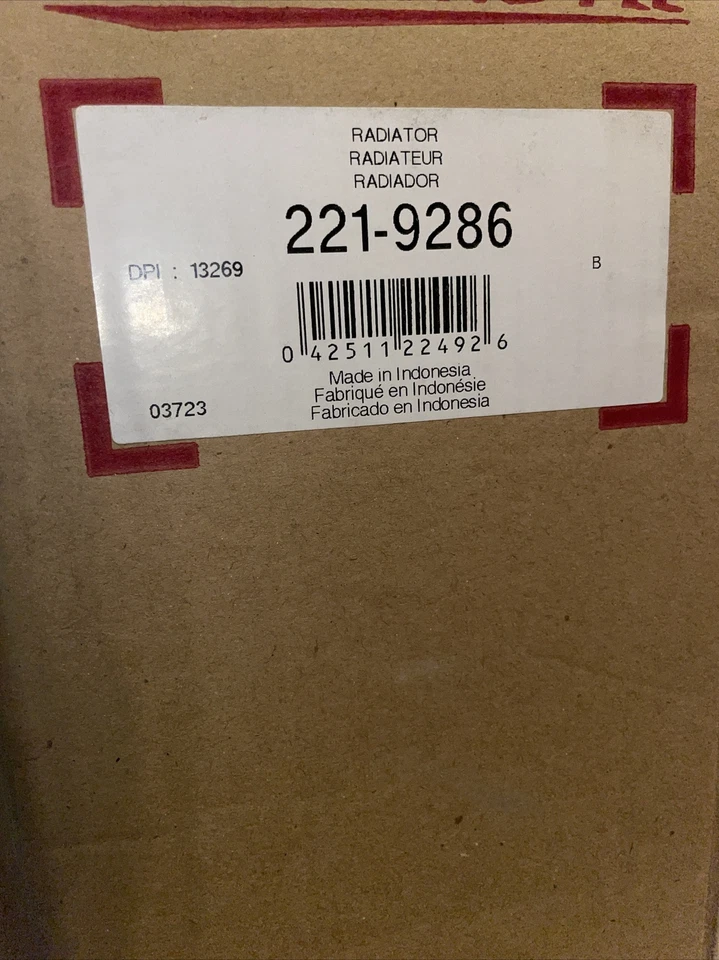 RADIATOR
RADIATEUR
RADIADOR
221-9286
DPI : 13269
B
0 42511 22492 6
Made in Indonesia
Fabriqué en Indonésie
Fabricado en Indonesia
03723